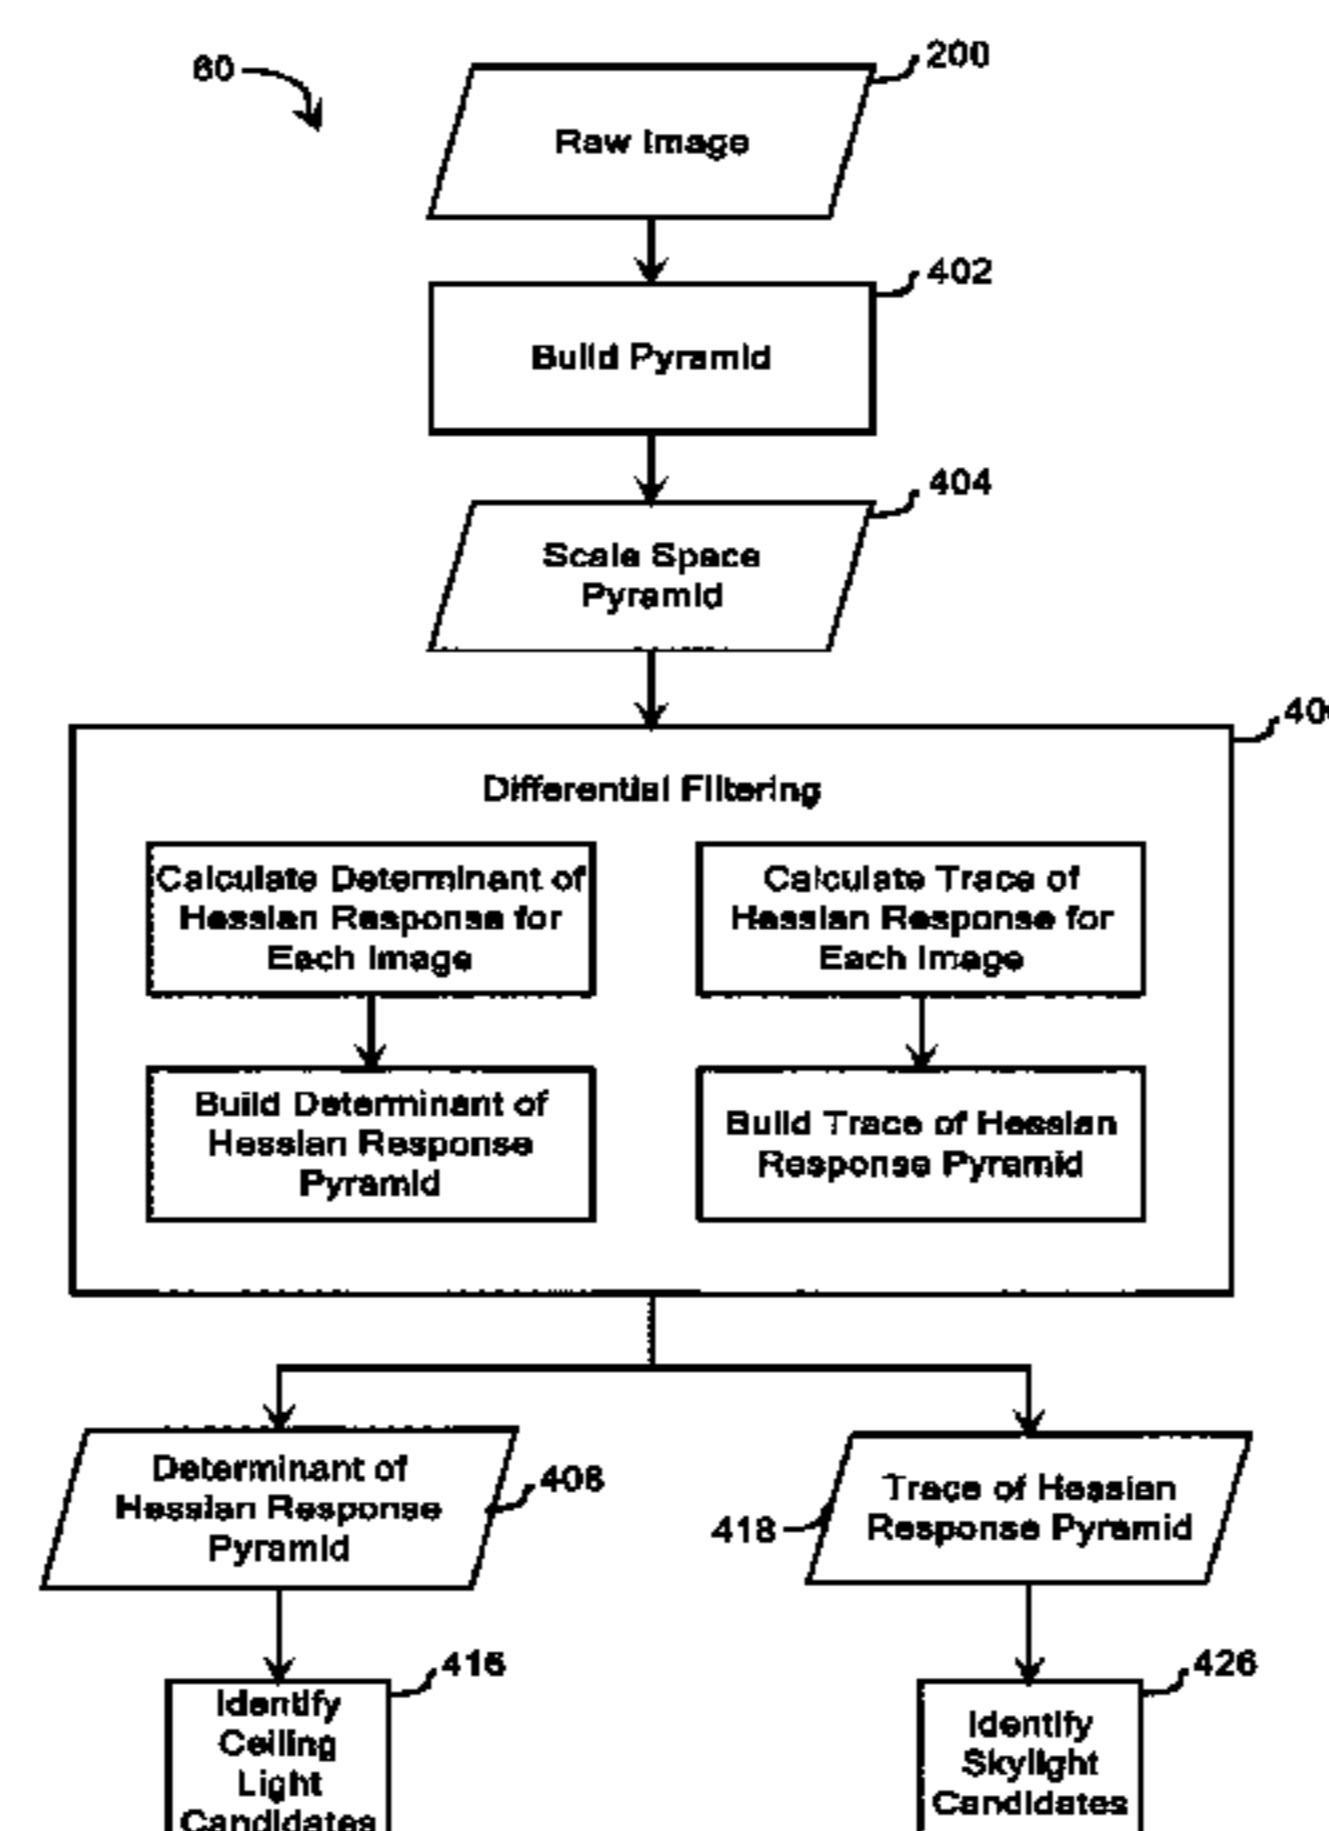 60
200
Raw Image
402
Build Pyramid
404
Scale Space
Pyramid
Differential Filtering
Calculate Determinant of
Hessian Response for
Each Image
Calculate Trace of
Hessian Response for
Each Image
Build Determinant of
Hessian Response
Pyramid
Build Trace of Hessian
Response Pyramid
Determinant of
Hessian Response
Pyramid
Trace of Hessian
Response Pyramid
418
Identify
Ceiling
Light
Candidates
426
Identify
Skylight
Candidates